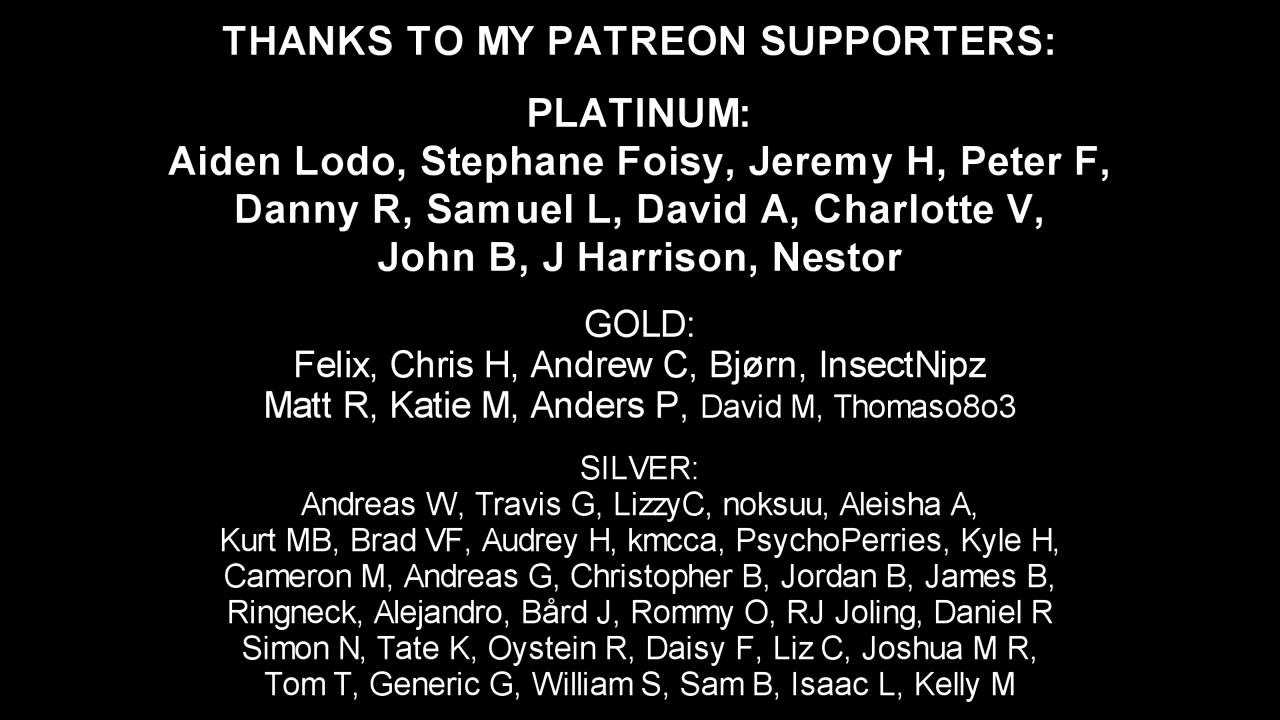 THANKS TO MY PATREON SUPPORTERS:
PLATINUM:
Aiden Lodo, Stephane Foisy, Jeremy H, Peter F,
Danny R, Samuel L, David A, Charlotte V,
John B, J Harrison, Nestor
GOLD:
Felix, Chris H, Andrew C, Bjørn, InsectNipz
Matt R, Katie M, Anders P, David M, Thomaso8o3
SILVER:
Andreas W, Travis G, LizzyC, noksuu, Aleisha A,
Kurt MB, Brad VF, Audrey H, kmcca, PsychoPerries, Kyle H,
Cameron M, Andreas G, Christopher B, Jordan B, James B,
Ringneck, Alejandro, Bård J, Rommy O, RJ Joling, Daniel R
Simon N, Tate K, Oystein R, Daisy F, Liz C, Joshua M R,
Tom T, Generic G, William S, Sam B, Isaac L, Kelly M